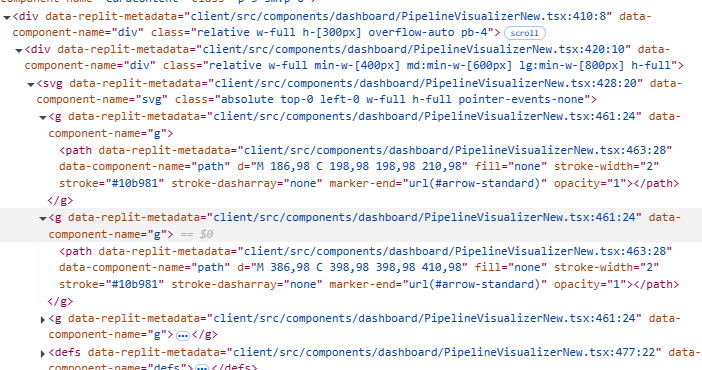 <div data-replit-metadata="client/src/components/dashboard/PipelineVisualizerNew.tsx:410:8" data-
component-name="div" class="relative w-full h-[300px] overflow-auto pb-4"> scroll
<div data-replit-metadata="client/src/components/dashboard/PipelineVisualizerNew.tsx:420:10" data-
component-name="div" class="relative w-full min-w-[400px] md:min-w-[600px] lg:min-w-[800px] h-full">
<svg data-replit-metadata="client/src/components/dashboard/PipelineVisualizerNew.tsx:428:20" data-
component-name="svg" class="absolute top-0 left-0 w-full h-full pointer-events-none">
<g data-replit-metadata="client/src/components/dashboard/PipelineVisualizerNew.tsx:461:24" data-
component-name="g">
<path data-replit-metadata="client/src/components/dashboard/PipelineVisualizerNew.tsx:463:28"
data-component-name="path" d="M 186,98 C 198,98 198,98 210,98" fill="none" stroke-width="2"
stroke="#10b981" stroke-dasharray="none" marker-end="url(#arrow-standard)" opacity="1"></path>
</g>
<g data-replit-metadata="client/src/components/dashboard/PipelineVisualizerNew.tsx:461:24" data-
component-name="g"> == $0
<path data-replit-metadata="client/src/components/dashboard/PipelineVisualizerNew.tsx:463:28"
data-component-name="path" d="M 386,98 C 398,98 398,98 410,98" fill="none" stroke-width="2"
stroke="#10b981" stroke-dasharray="none" marker-end="url(#arrow-standard)" opacity="1"></path>
</g>
<g data-replit-metadata="client/src/components/dashboard/PipelineVisualizerNew.tsx:461:24" data-
component-name="g">…</g>
<defs data-replit-metadata="client/src/components/dashboard/PipelineVisualizerNew.tsx:477:22" data-
component-name="defs">…</defs>